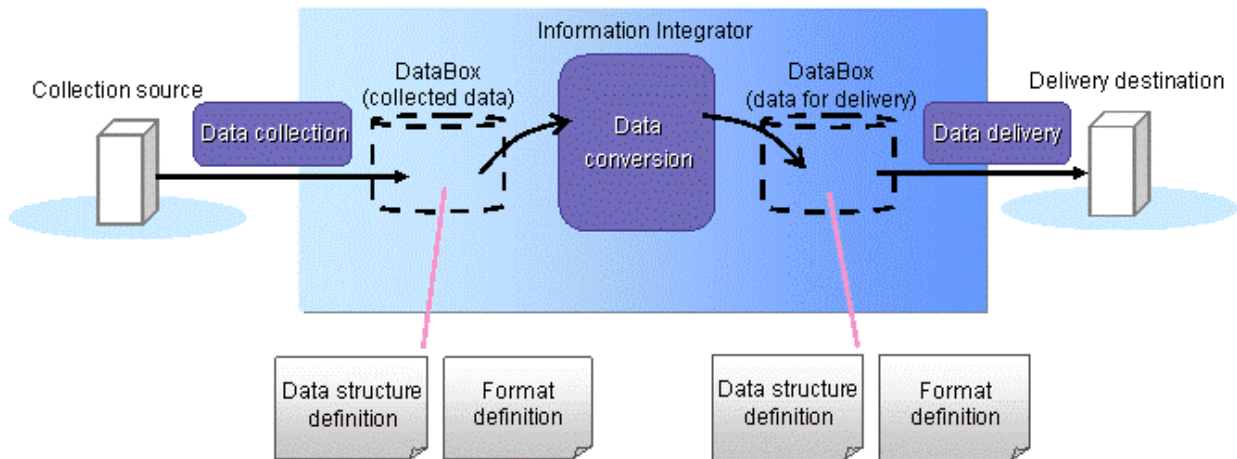 Information Integrator
Collection source
DataBox
(collected data)
DataBox
(data for delivery)
Delivery destination
Data collection
Data
conversion
Data delivery
Data structure
definition
Format
definition
Data structure
definition
Format
definition